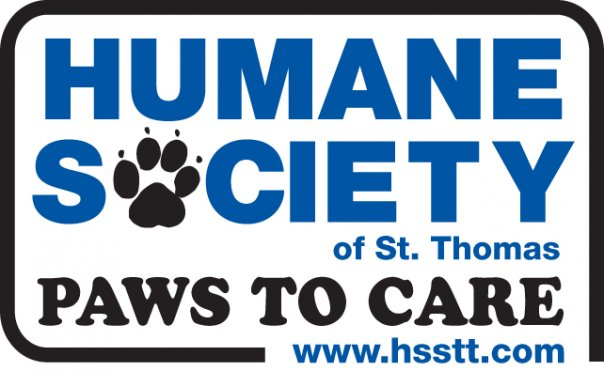 HUMANE
SOCIETY
of St. Thomas
PAWS TO CARE
www.hsstt.com